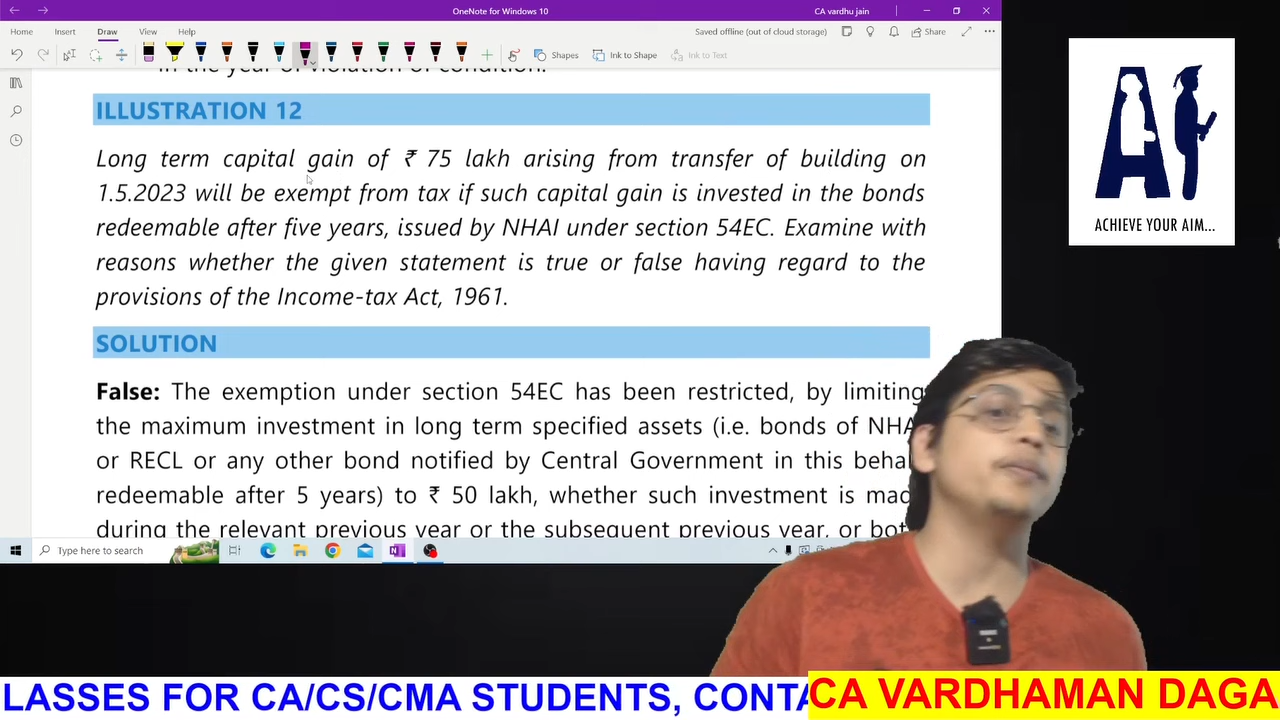 OneNote for Windows 10
CA vardhu jain
Home Insert Draw View Help
Saved offline (out of cloud storage)
Share
Shapes
Ink to Shape
Ink to Text
in the year of violation of condition.
ILLUSTRATION 12
Long term capital gain of ₹ 75 lakh arising from transfer of building on
1.5.2023 will be exempt from tax if such capital gain is invested in the bonds
redeemable after five years, issued by NHAI under section 54EC. Examine with
reasons whether the given statement is true or false having regard to the
provisions of the Income-tax Act, 1961.
SOLUTION
False: The exemption under section 54EC has been restricted, by limiting
the maximum investment in long term specified assets (i.e. bonds of NHA
or RECL or any other bond notified by Central Government in this behal
redeemable after 5 years) to ₹ 50 lakh, whether such investment is mad
during the relevant previous year or the subsequent previous year, or both
Type here to search
A
ACHIEVE YOUR AIM...
LASSES FOR CA/CS/CMA STUDENTS, CONTA
CA VARDHAMAN DAGA